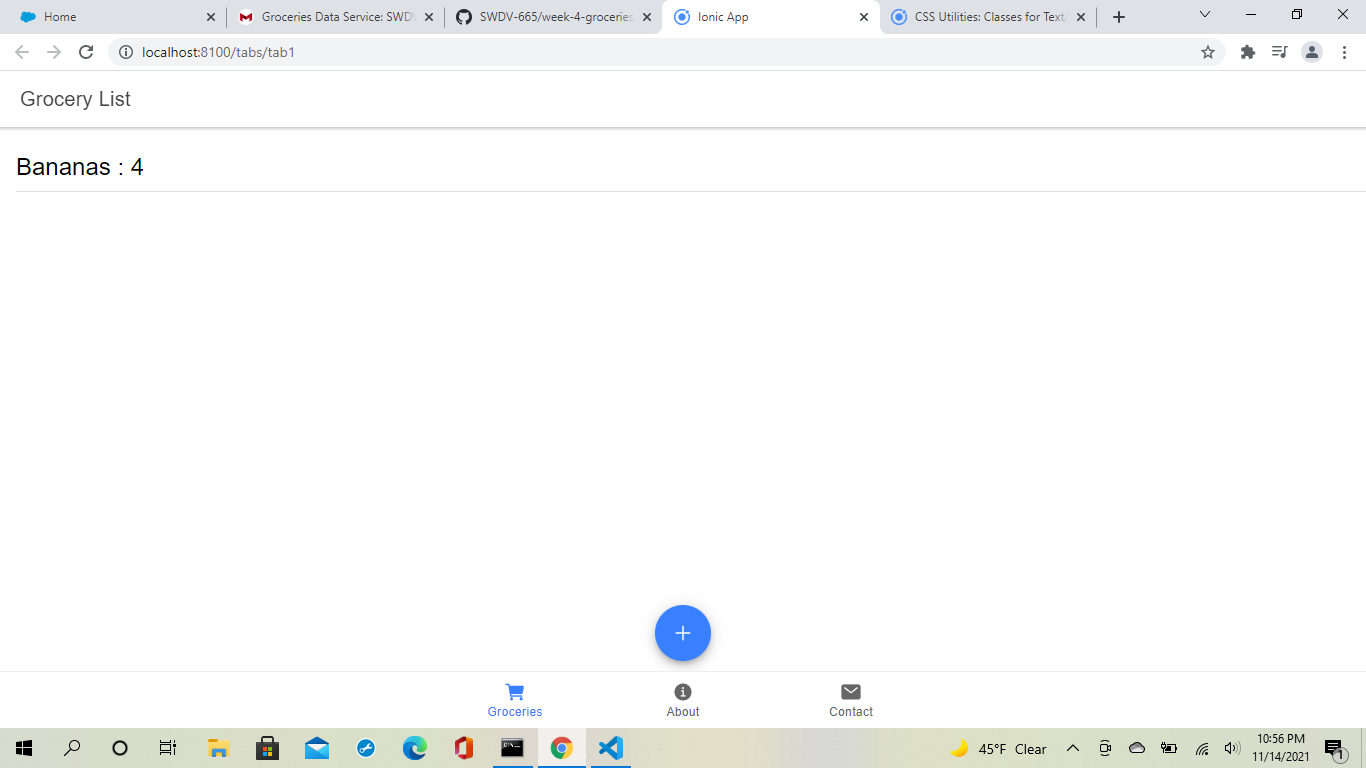 Home
Groceries Data Service: SWDV
SWDV-665/week-4-groceries
Ionic App
CSS Utilities: Classes for Text
localhost:8100/tabs/tab1
Grocery List
Bananas : 4
Groceries
About
Contact
45°F Clear
10:56 PM
11/14/2021
1